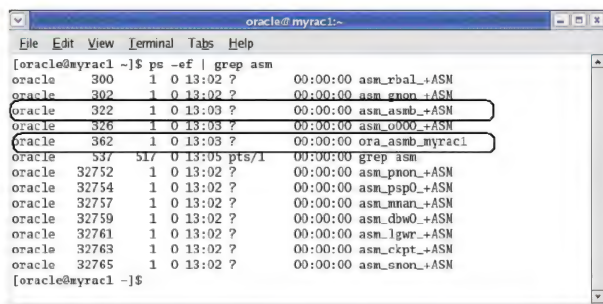 oracle@myrac1:~
File Edit View Terminal Tabs Help
[oracle@myrac1 ~]$ ps -ef | grep asm
oracle 300 1 0 13:02 ? 00:00:00 asm_rbal_+ASM
oracle 302 1 0 13:02 ? 00:00:00 asm_gmon_+ASM
oracle 322 1 0 13:03 ? 00:00:00 asm_asmb_+ASM
oracle 326 1 0 13:03 ? 00:00:00 asm_o000_+ASM
oracle 362 1 0 13:03 ? 00:00:00 ora_asmb_myrac1
oracle 537 517 0 13:05 pts/1 00:00:00 grep asm
oracle 32752 1 0 13:02 ? 00:00:00 asm_pmon_+ASM
oracle 32754 1 0 13:02 ? 00:00:00 asm_psp0_+ASM
oracle 32757 1 0 13:02 ? 00:00:00 asm_mman_+ASM
oracle 32759 1 0 13:02 ? 00:00:00 asm_dbw0_+ASM
oracle 32761 1 0 13:02 ? 00:00:00 asm_lgwr_+ASM
oracle 32763 1 0 13:02 ? 00:00:00 asm_ckpt_+ASM
oracle 32765 1 0 13:02 ? 00:00:00 asm_smon_+ASM
[oracle@myrac1 ~]$